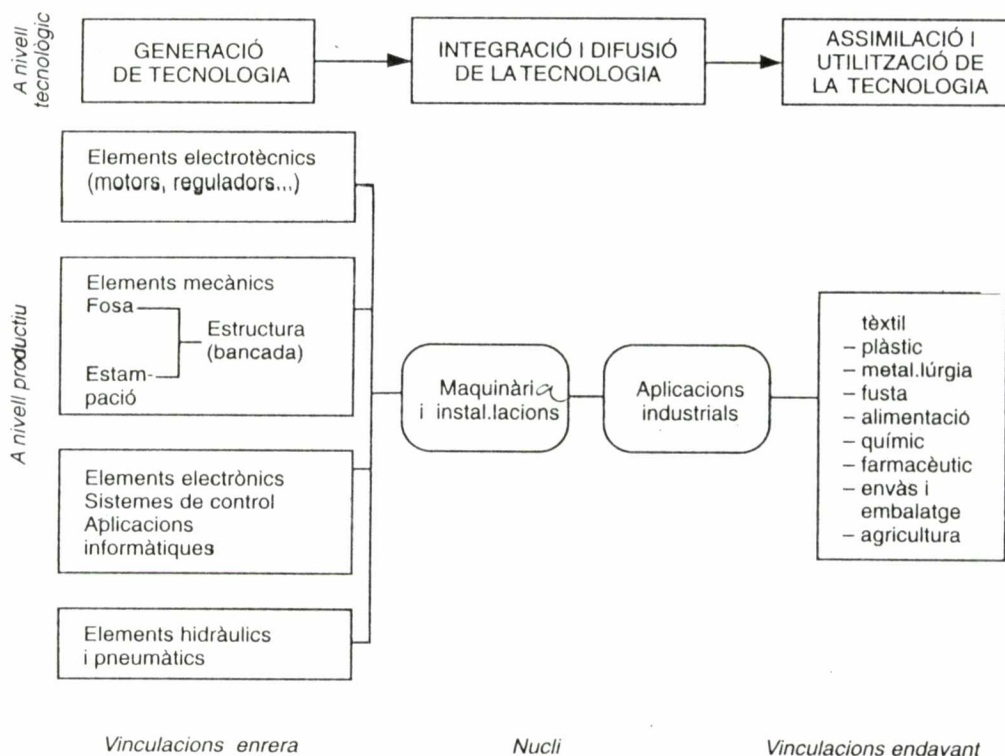 A nivell
tecnològic
GENERACIÓ
DE TECNOLOGIA
INTEGRACIÓ I DIFUSIÓ
DE LA TECNOLOGIA
ASSIMILACIÓ I
UTILITZACIÓ DE
LA TECNOLOGIA
A nivell productiu
Elements electrotècnics
(motors, reguladors...)
Elements mecànics
Fosa
Estructura
(bancada)
Estam-
pació
Elements electrònics
Sistemes de control
Aplicacions
informàtiques
Elements hidràulics
i pneumàtics
Maquinària
i instal.lacions
Aplicacions
industrials
tèxtil
– plàstic
– metal.lúrgia
– fusta
– alimentació
– químic
– farmacèutic
– envàs i
embalatge
– agricultura
Vinculacions enrera
Nucli
Vinculacions endavant